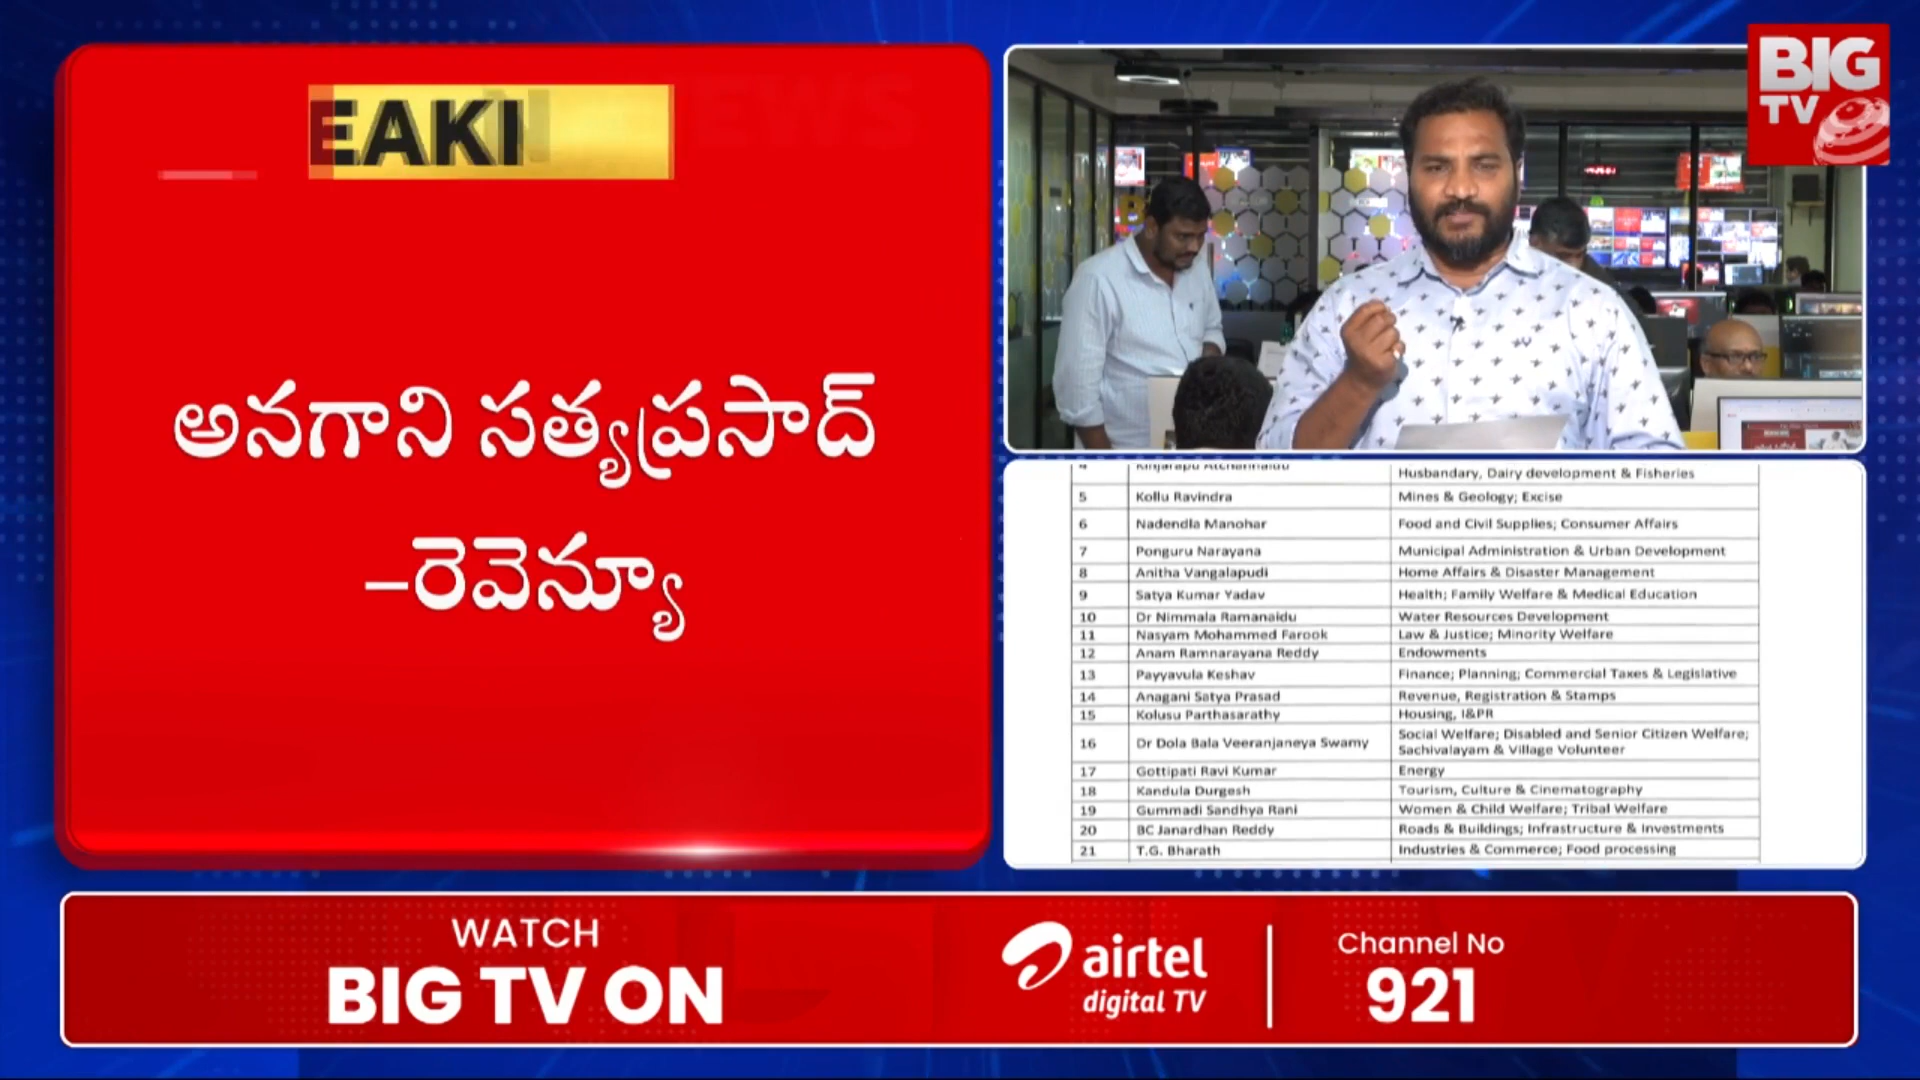 EAKI
అనగాని సత్యప్రసాద్
–రెవెన్యూ
BIG
TV
Husbandary, Dairy development & Fisheries
5 Kollu Ravindra Mines & Geology; Excise
6 Nadendla Manohar Food and Civil Supplies; Consumer Affairs
7 Ponguru Narayana Municipal Administration & Urban Development
8 Anitha Vangalapudi Home Affairs & Disaster Management
9 Satya Kumar Yadav Health; Family Welfare & Medical Education
10 Dr Nimmala Ramanaidu Water Resources Development
11 Nasyam Mohammed Farook Law & Justice; Minority Welfare
12 Anam Ramnarayana Reddy Endowments
13 Payyavula Keshav Finance; Planning; Commercial Taxes & Legislative
14 Anagani Satya Prasad Revenue, Registration & Stamps
15 Kolusu Parthasarathy Housing, I&PR
16 Dr Dola Bala Veeranjaneya Swamy Social Welfare; Disabled and Senior Citizen Welfare;
Sachivalayam & Village Volunteer
17 Gottipati Ravi Kumar Energy
18 Kandula Durgesh Tourism, Culture & Cinematography
19 Gummadi Sandhya Rani Women & Child Welfare; Tribal Welfare
20 BC Janardhan Reddy Roads & Buildings; Infrastructure & Investments
21 T.G. Bharath Industries & Commerce; Food processing
WATCH
BIG TV ON
airtel
digital TV
Channel No
921